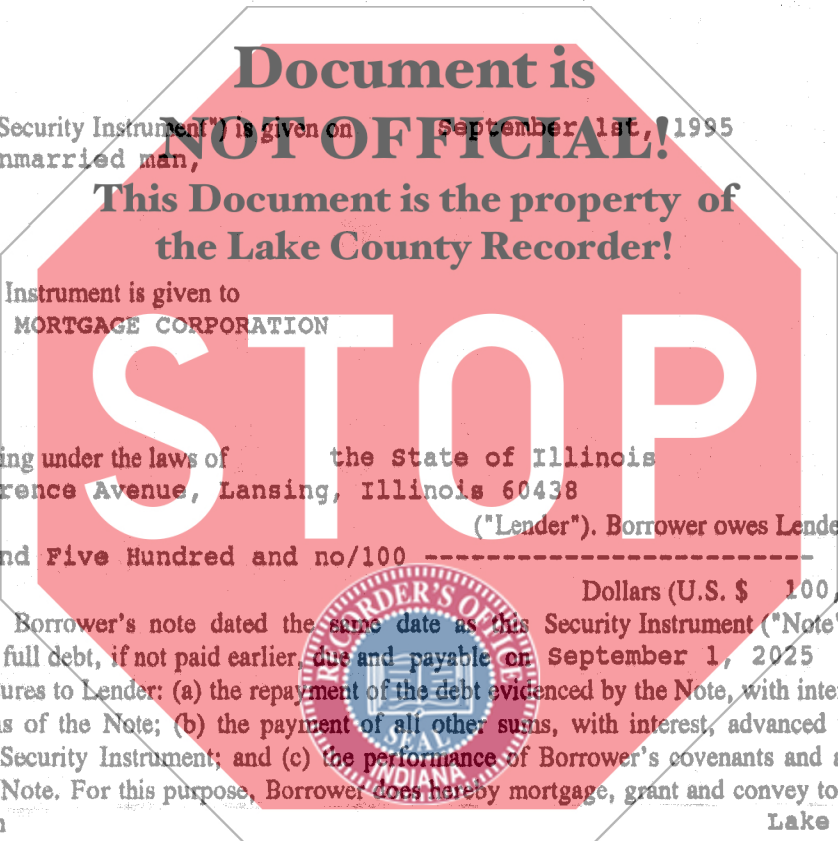 Document is
Security Instrument") is given on September 1st, 1995
NOT OFFICIAL!
nmarried man,
This Document is the property of
the Lake County Recorder!
Instrument is given to
MORTGAGE CORPORATION
STOP
ing under the laws of the State of Illinois
rence Avenue, Lansing, Illinois 60438
("Lender"). Borrower owes Lende
nd Five Hundred and no/100 --------------------------
Dollars (U.S. $ 100,
Borrower's note dated the same date as this Security Instrument ("Note"
full debt, if not paid earlier, due and payable on September 1, 2025
ures to Lender: (a) the repayment of the debt evidenced by the Note, with inte
s of the Note; (b) the payment of all other sums, with interest, advanced
Security Instrument; and (c) the performance of Borrower's covenants and a
Note. For this purpose, Borrower does hereby mortgage, grant and convey to
Lake
RECORDER'S OFFICE
SEAL
INDIANA